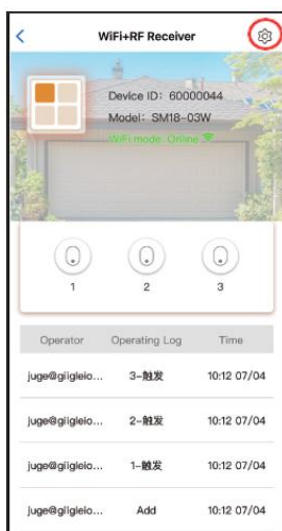 WiFi+RF Receiver
Device ID: 60000044
Model: SM18-03W
WiFi mode: Online
1 2 3
Operator Operating Log Time
juge@giigleio... 3-触发 10:12 07/04
juge@giigleio... 2-触发 10:12 07/04
juge@giigleio... 1-触发 10:12 07/04
juge@giigleio... Add 10:12 07/04